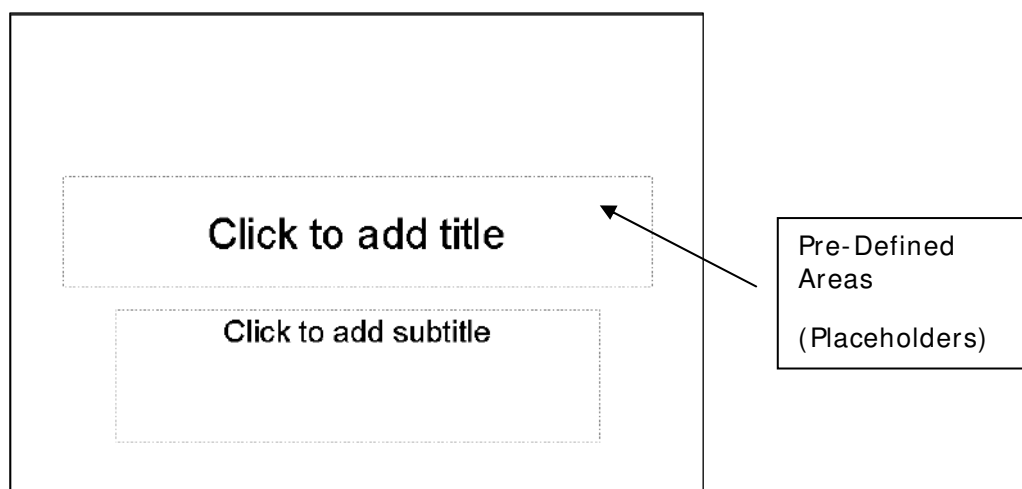 Click to add title
Click to add subtitle
Pre-Defined
Areas
(Placeholders)